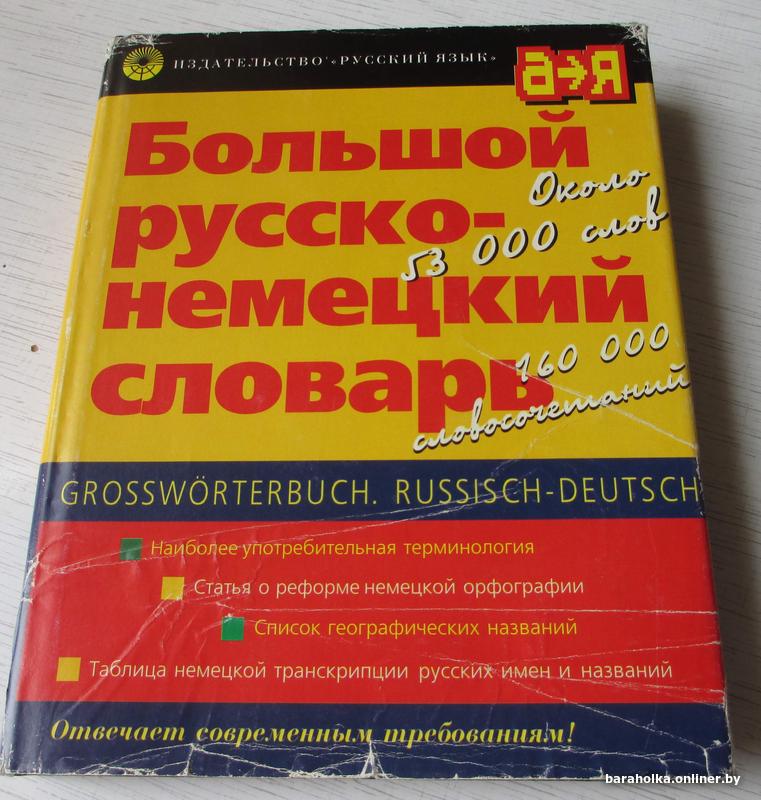 ИЗДАТЕЛЬСТВО «РУССКИЙ ЯЗЫК»
а→я
Большой
русско-
немецкий
словарь
Около
53 000 слов
160 000
словосочетаний
GROSSWÖRTERBUCH. RUSSISCH-DEUTSCH
Наиболее употребительная терминология
Статья о реформе немецкой орфографии
Список географических названий
Таблица немецкой транскрипции русских имен и названий
Отвечает современным требованиям!
baraholka.onliner.by